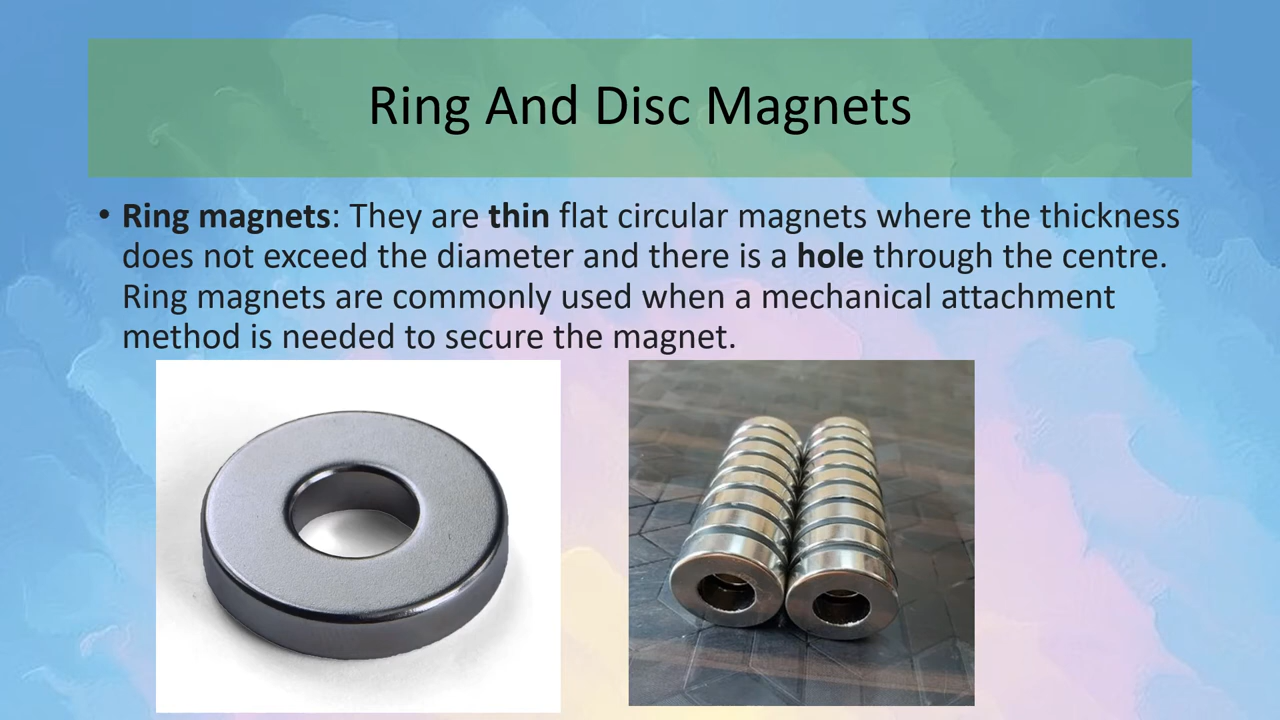 Ring And Disc Magnets
• Ring magnets: They are thin flat circular magnets where the thickness
does not exceed the diameter and there is a hole through the centre.
Ring magnets are commonly used when a mechanical attachment
method is needed to secure the magnet.